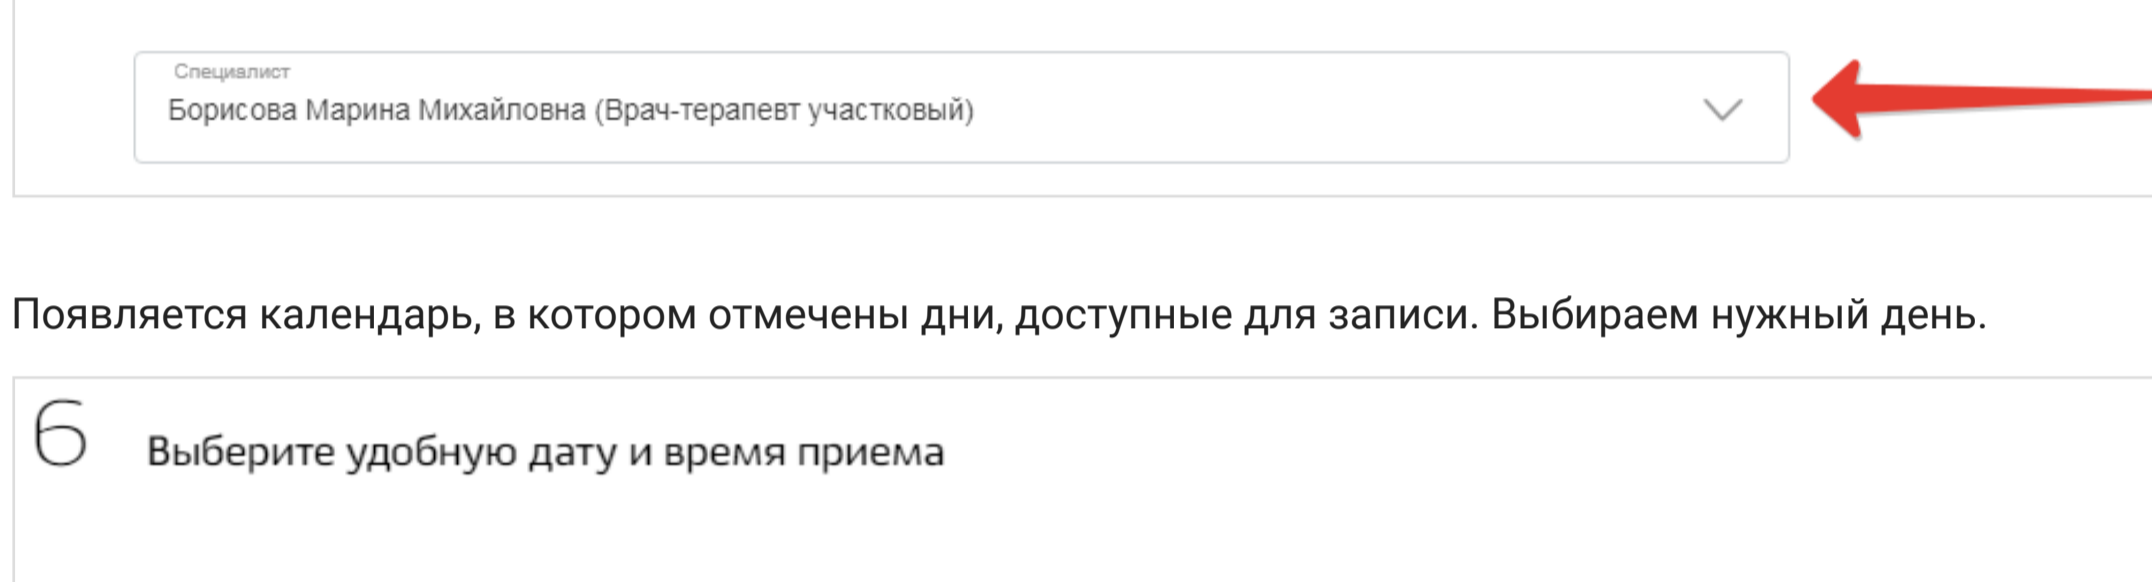 Специалист
Борисова Марина Михайловна (Врач-терапевт участковый)
Появляется календарь, в котором отмечены дни, доступные для записи. Выбираем нужный день.
6
Выберите удобную дату и время приема